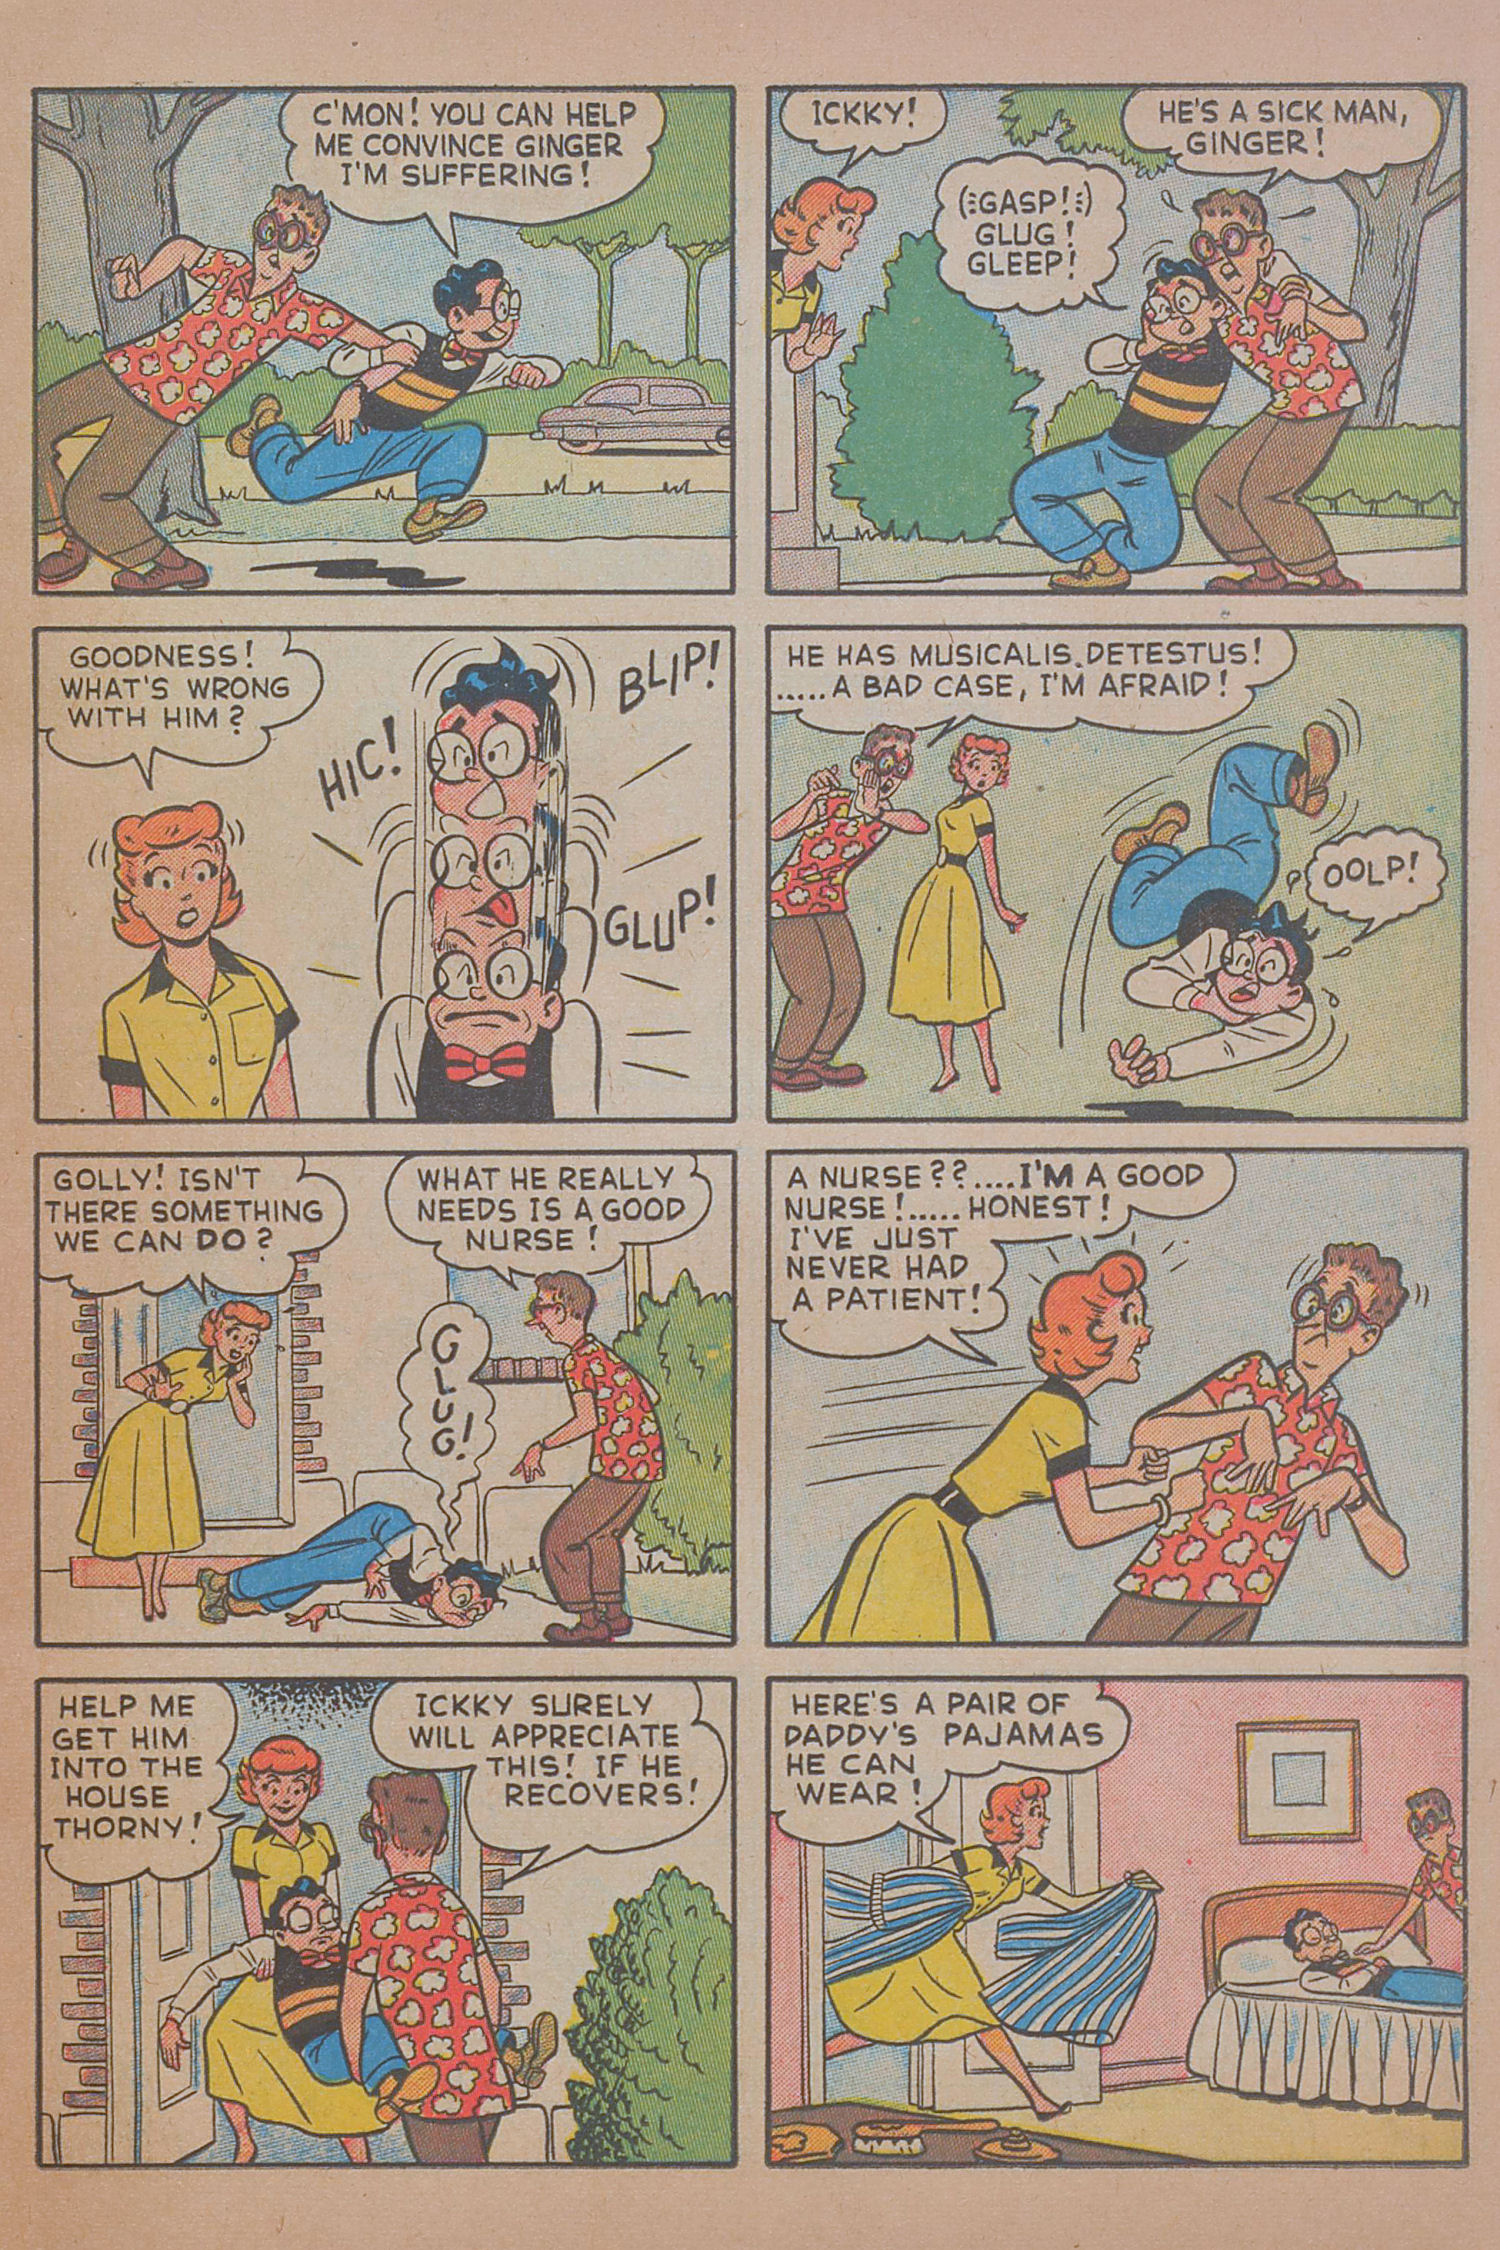 C'MON! YOU CAN HELP
ME CONVINCE GINGER
I'M SUFFERING!
ICKKY!
(GASP!)
GLUG!
GLEEP!
HE'S A SICK MAN,
GINGER!
GOODNESS!
WHAT'S WRONG
WITH HIM?
HIC!
BLIP!
GLUP!
HE HAS MUSICALIS DETESTUS!
.....A BAD CASE, I'M AFRAID!
OOLP!
GOLLY! ISN'T
THERE SOMETHING
WE CAN DO?
WHAT HE REALLY
NEEDS IS A GOOD
NURSE!
GLUG!
A NURSE??....I'M A GOOD
NURSE!.....HONEST!
I'VE JUST
NEVER HAD
A PATIENT!
HELP ME
GET HIM
INTO THE
HOUSE
THORNY!
ICKKY SURELY
WILL APPRECIATE
THIS! IF HE
RECOVERS!
HERE'S A PAIR OF
DADDY'S PAJAMAS
HE CAN
WEAR!